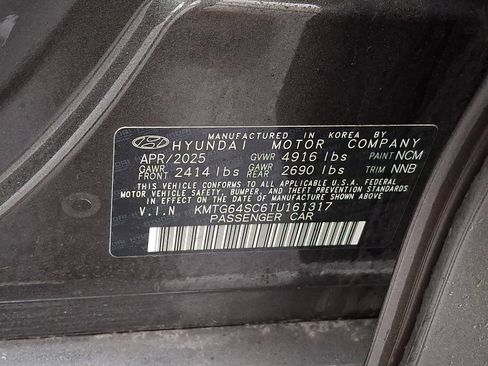 MANUFACTURED IN KOREA BY
HYUNDAI MOTOR COMPANY
APR/2025 GVWR 4916 lbs PAINT NCM
GAWR FRONT 2414 lbs GAWR REAR 2690 lbs TRIM NNB
THIS VEHICLE CONFORMS TO ALL APPLICABLE U.S.A. FEDERAL
MOTOR VEHICLE SAFETY, BUMPER, AND THEFT PREVENTION STANDARDS
IN EFFECT ON THE DATE OF MANUFACTURE SHOWN ABOVE.
V.I.N KMTG64SC6TU161317
PASSENGER CAR